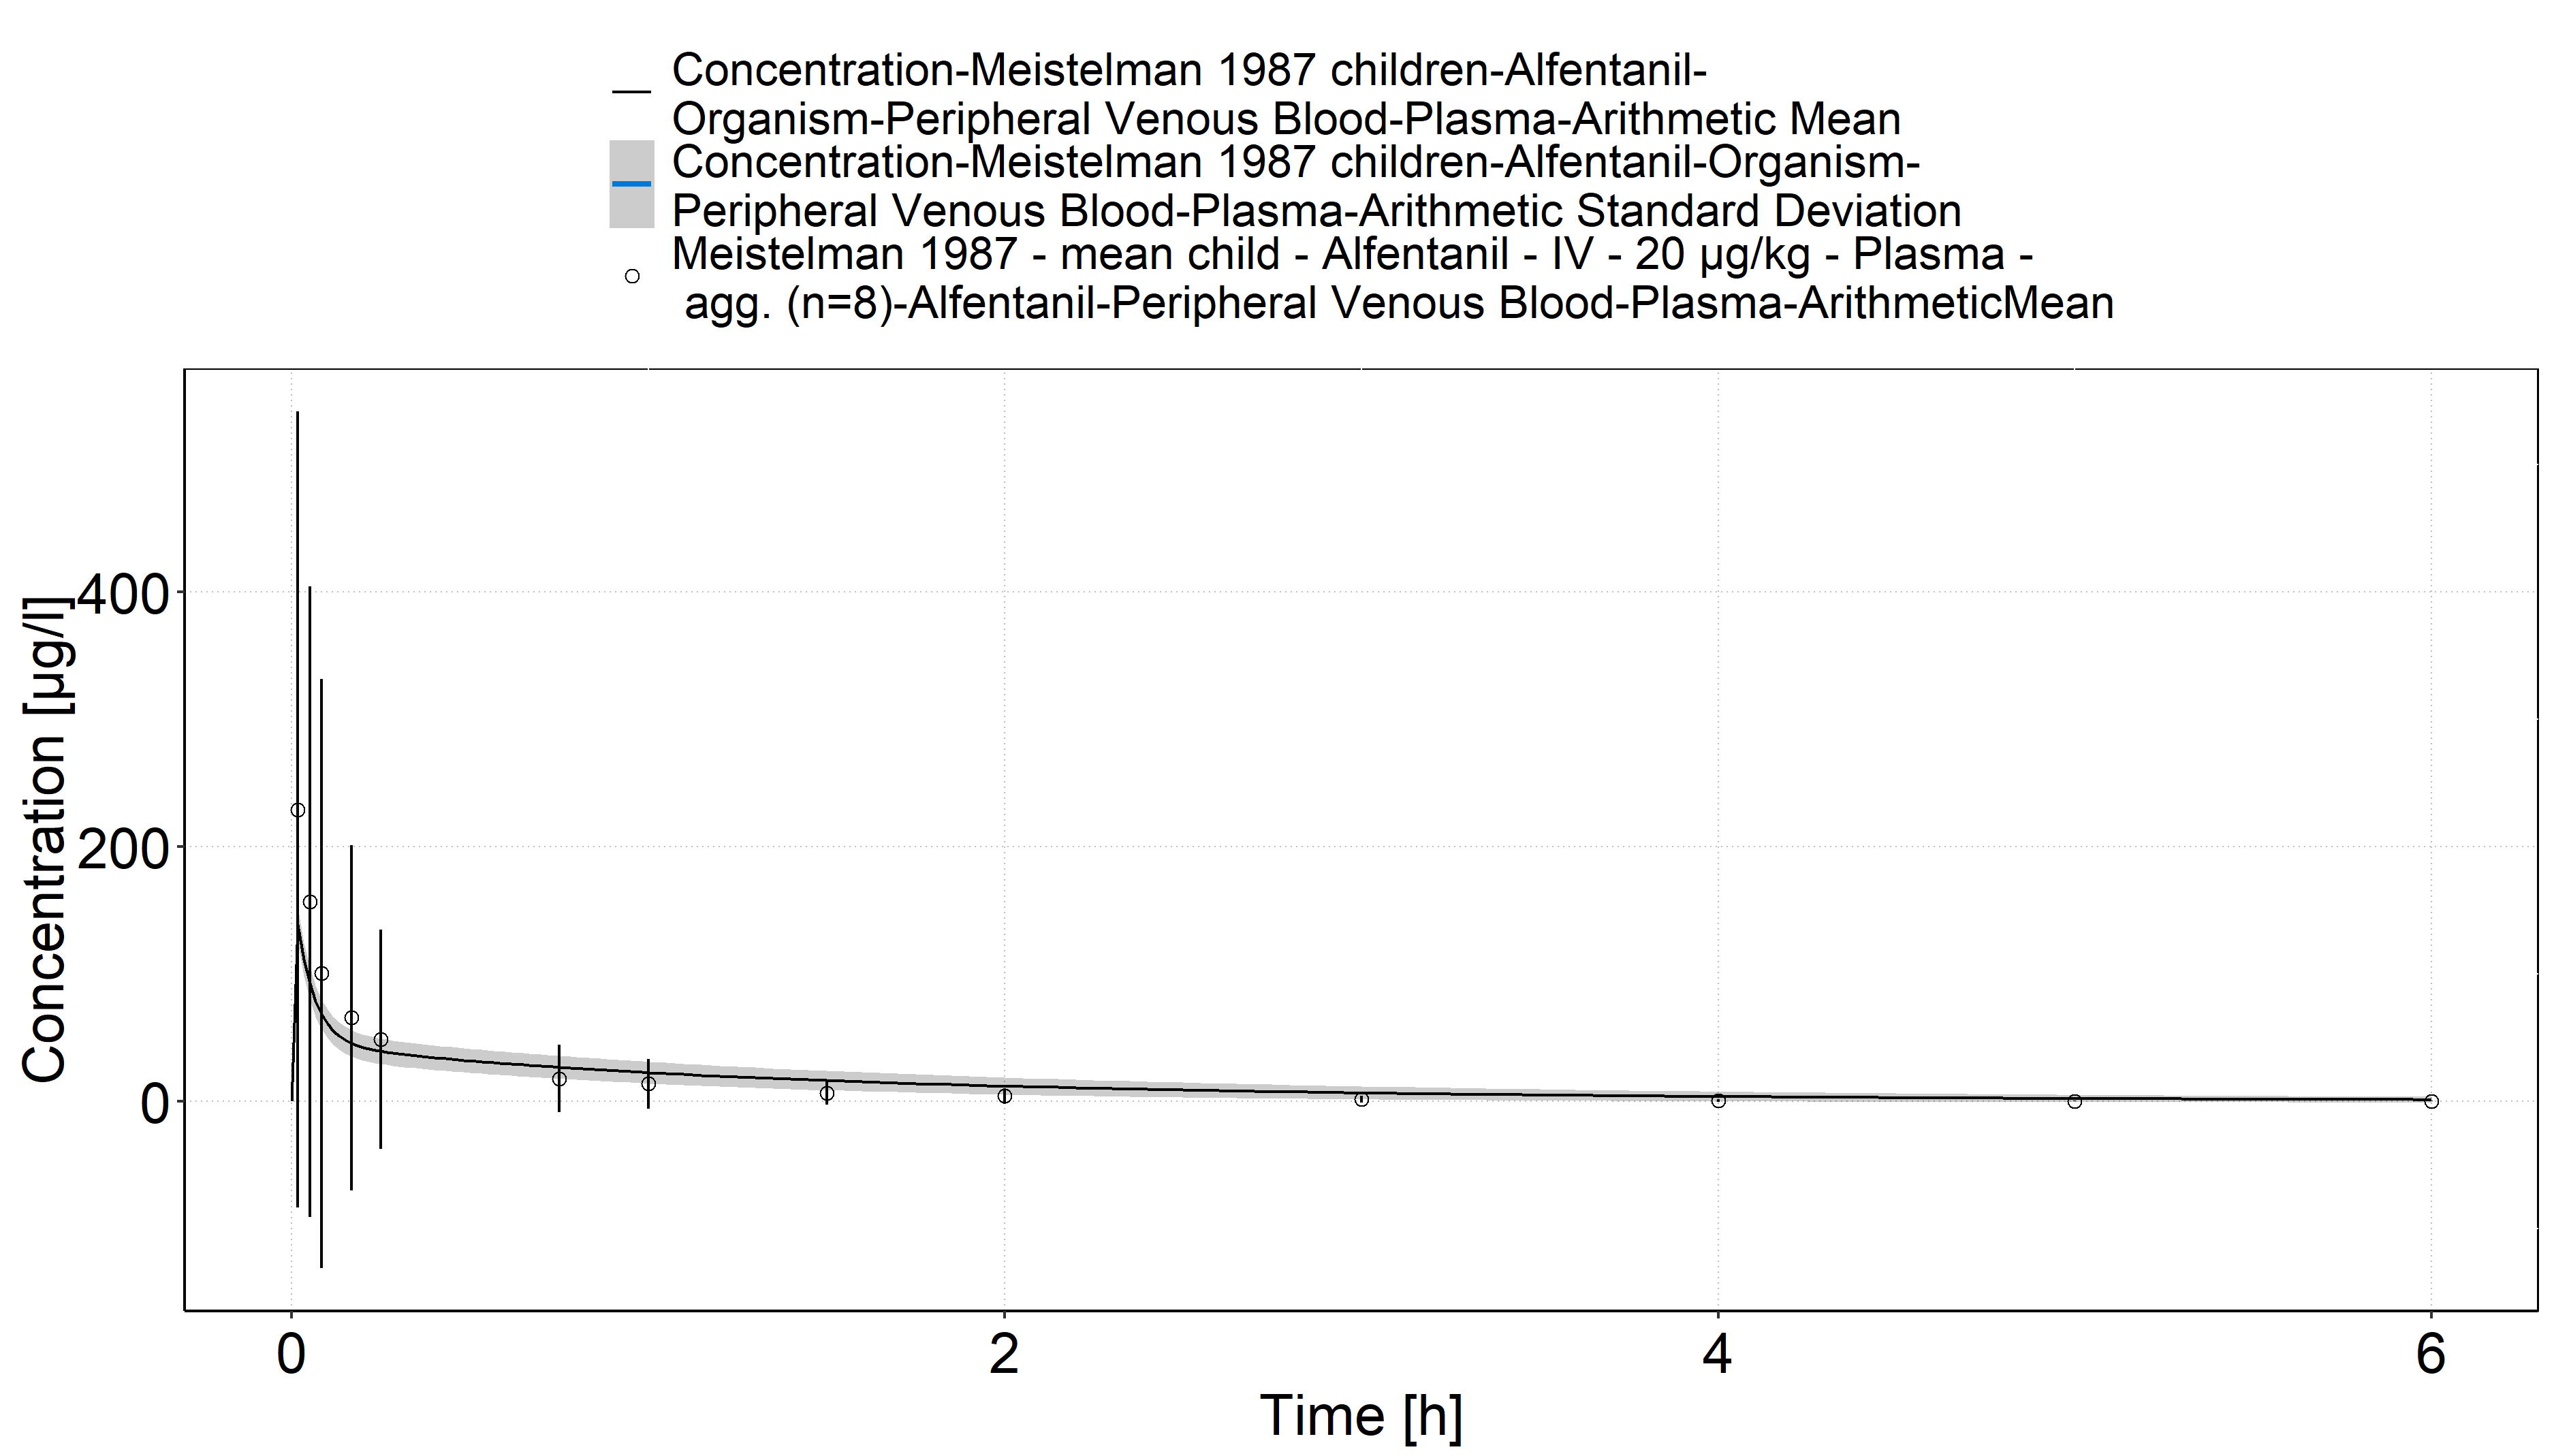 Concentration-Meistelman 1987 children-Alfentanil-
Organism-Peripheral Venous Blood-Plasma-Arithmetic Mean
Concentration-Meistelman 1987 children-Alfentanil-Organism-
Peripheral Venous Blood-Plasma-Arithmetic Standard Deviation
Meistelman 1987 - mean child - Alfentanil - IV - 20 µg/kg - Plasma -
agg. (n=8)-Alfentanil-Peripheral Venous Blood-Plasma-ArithmeticMean
Concentration [µg/l]
400
200
0
0
2
4
6
Time [h]